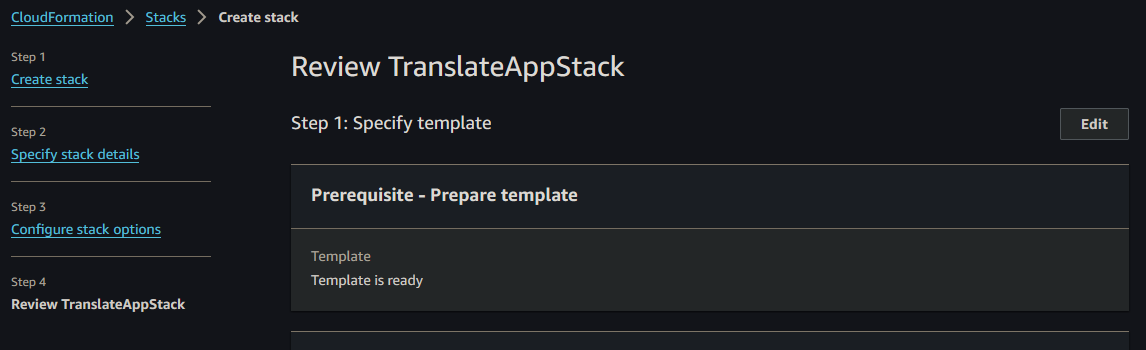 CloudFormation > Stacks > Create stack
Step 1
Create stack
Step 2
Specify stack details
Step 3
Configure stack options
Step 4
Review TranslateAppStack
Review TranslateAppStack
Step 1: Specify template
Edit
Prerequisite - Prepare template
Template
Template is ready